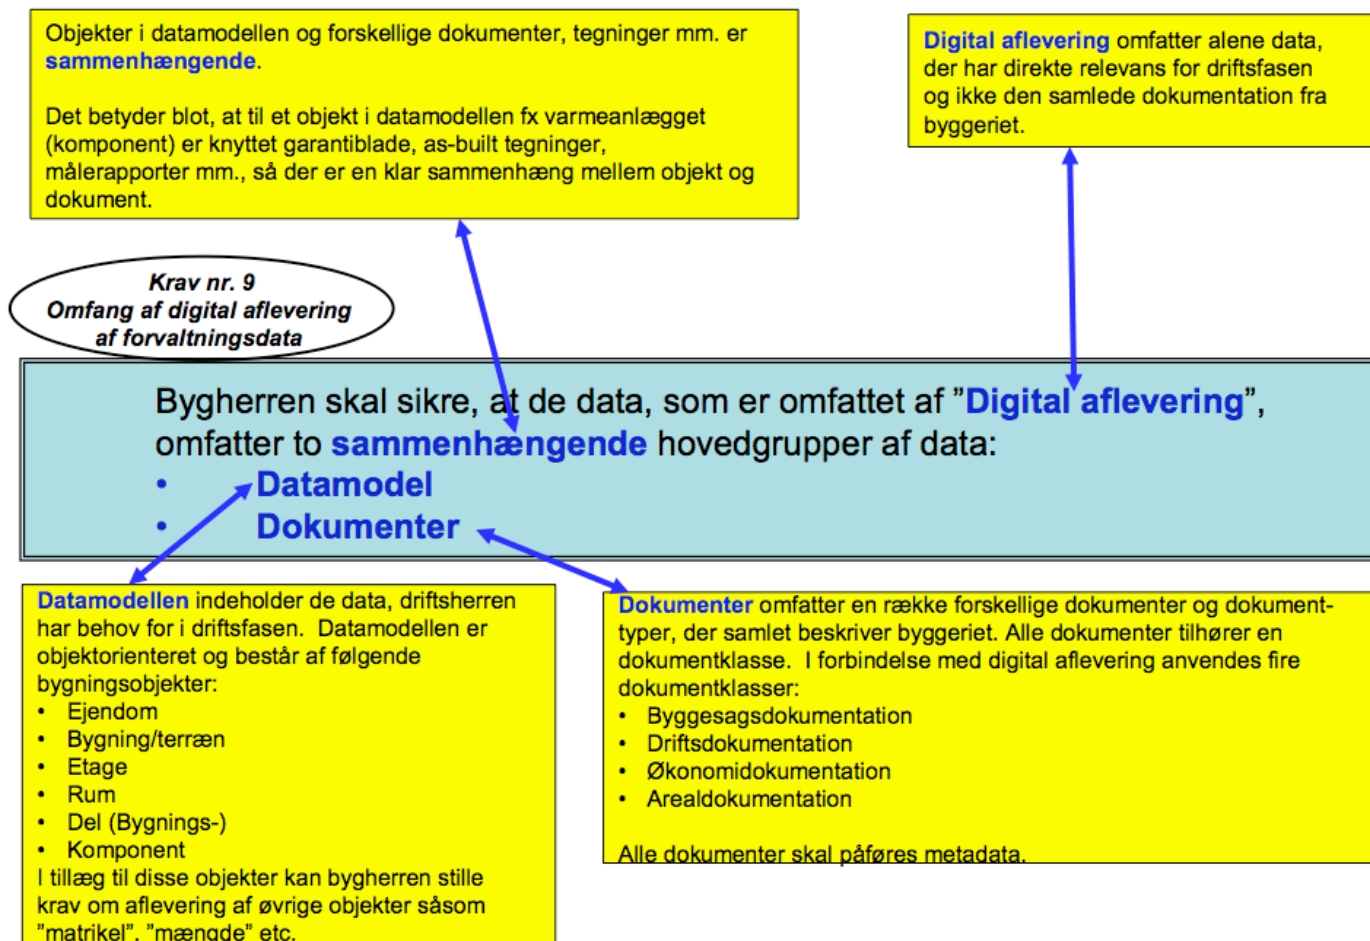 Objekter i datamodellen og forskellige dokumenter, tegninger mm. er
sammenhængende.
Det betyder blot, at til et objekt i datamodellen fx varmeanlægget
(komponent) er knyttet garantiblade, as-built tegninger,
målerapporter mm., så der er en klar sammenhæng mellem objekt og
dokument.
Digital aflevering omfatter alene data,
der har direkte relevans for driftsfasen
og ikke den samlede dokumentation fra
byggeriet.
Krav nr. 9
Omfang af digital aflevering
af forvaltningsdata
Bygherren skal sikre, at de data, som er omfattet af ”Digital aflevering”,
omfatter to sammenhængende hovedgrupper af data:
• Datamodel
• Dokumenter
Datamodellen indeholder de data, driftsherren
har behov for i driftsfasen. Datamodellen er
objektorienteret og består af følgende
bygningsobjekter:
• Ejendom
• Bygning/terræn
• Etage
• Rum
• Del (Bygnings-)
• Komponent
I tillæg til disse objekter kan bygherren stille
krav om aflevering af øvrige objekter såsom
”matrikel”, ”mængde” etc.
Dokumenter omfatter en række forskellige dokumenter og dokument-
typer, der samlet beskriver byggeriet. Alle dokumenter tilhører en
dokumentklasse. I forbindelse med digital aflevering anvendes fire
dokumentklasser:
• Byggesagsdokumentation
• Driftsdokumentation
• Økonomidokumentation
• Arealdokumentation
Alle dokumenter skal påføres metadata.